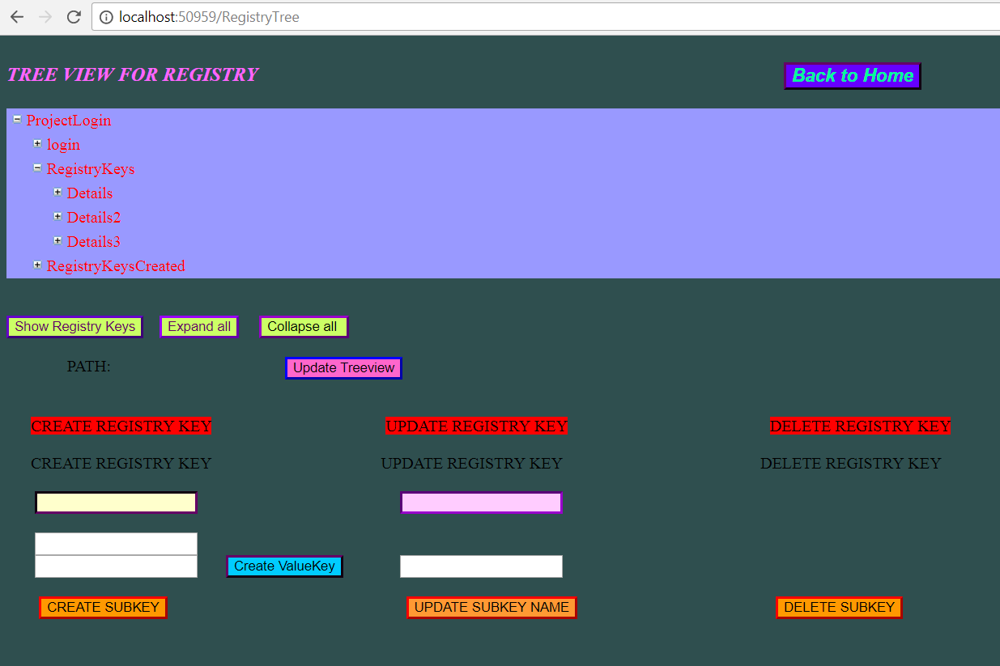 localhost:50959/RegistryTree
TREE VIEW FOR REGISTRY
Back to Home
ProjectLogin
login
RegistryKeys
Details
Details2
Details3
RegistryKeysCreated
Show Registry Keys Expand all Collapse all
PATH: Update Treeview
CREATE REGISTRY KEY UPDATE REGISTRY KEY DELETE REGISTRY KEY
CREATE REGISTRY KEY UPDATE REGISTRY KEY DELETE REGISTRY KEY
Create ValueKey
CREATE SUBKEY UPDATE SUBKEY NAME DELETE SUBKEY